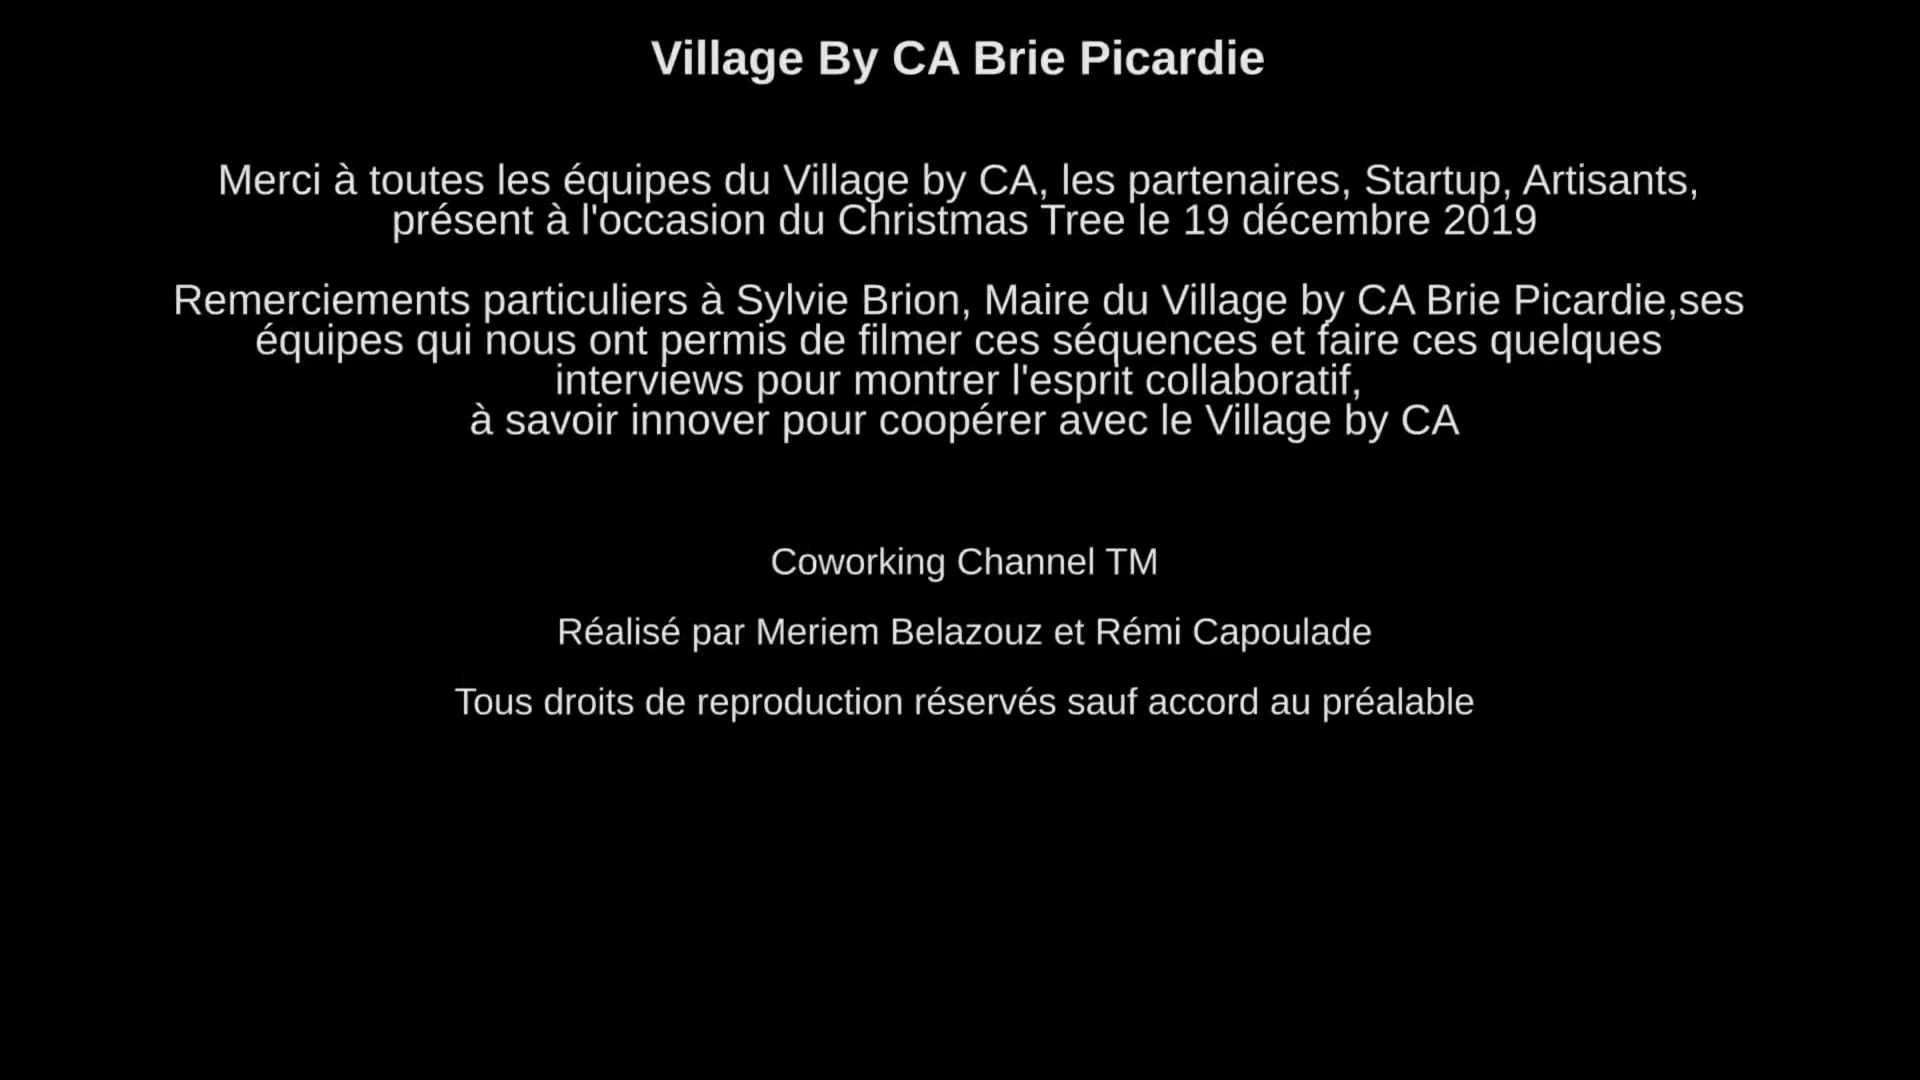 Village By CA Brie Picardie
Merci à toutes les équipes du Village by CA, les partenaires, Startup, Artisants,
présent à l'occasion du Christmas Tree le 19 décembre 2019
Remerciements particuliers à Sylvie Brion, Maire du Village by CA Brie Picardie,ses
équipes qui nous ont permis de filmer ces séquences et faire ces quelques
interviews pour montrer l'esprit collaboratif,
à savoir innover pour coopérer avec le Village by CA
Coworking Channel TM
Réalisé par Meriem Belazouz et Rémi Capoulade
Tous droits de reproduction réservés sauf accord au préalable